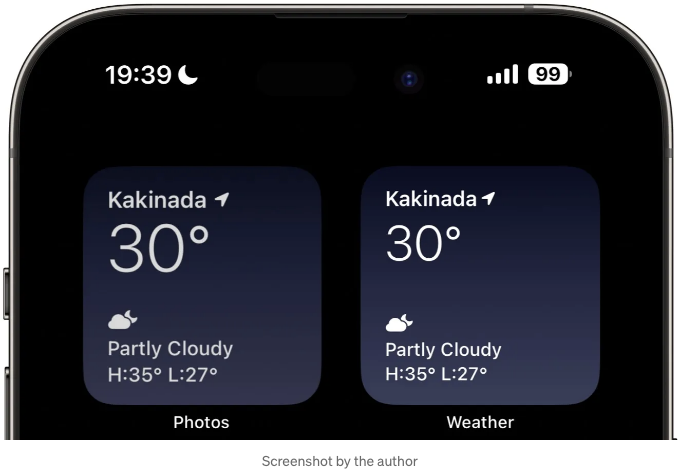 19:39
99
Kakinada
30°
Partly Cloudy
H:35° L:27°
Photos
Kakinada
30°
Partly Cloudy
H:35° L:27°
Weather
Screenshot by the author